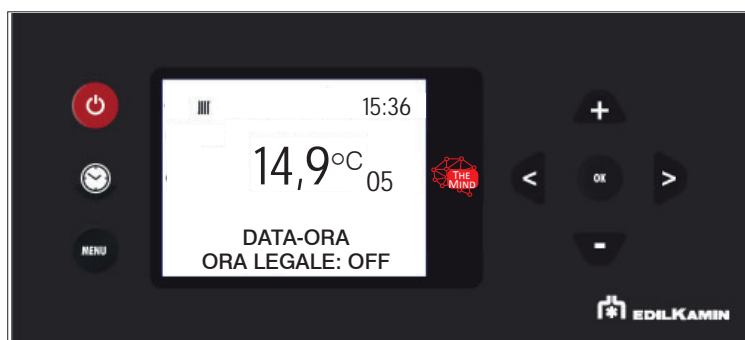 15:36
14,9°C 05
DATA-ORA
ORA LEGALE: OFF
MENU
THE
MIND
+
<
OK
>
-
EDILKAMIN